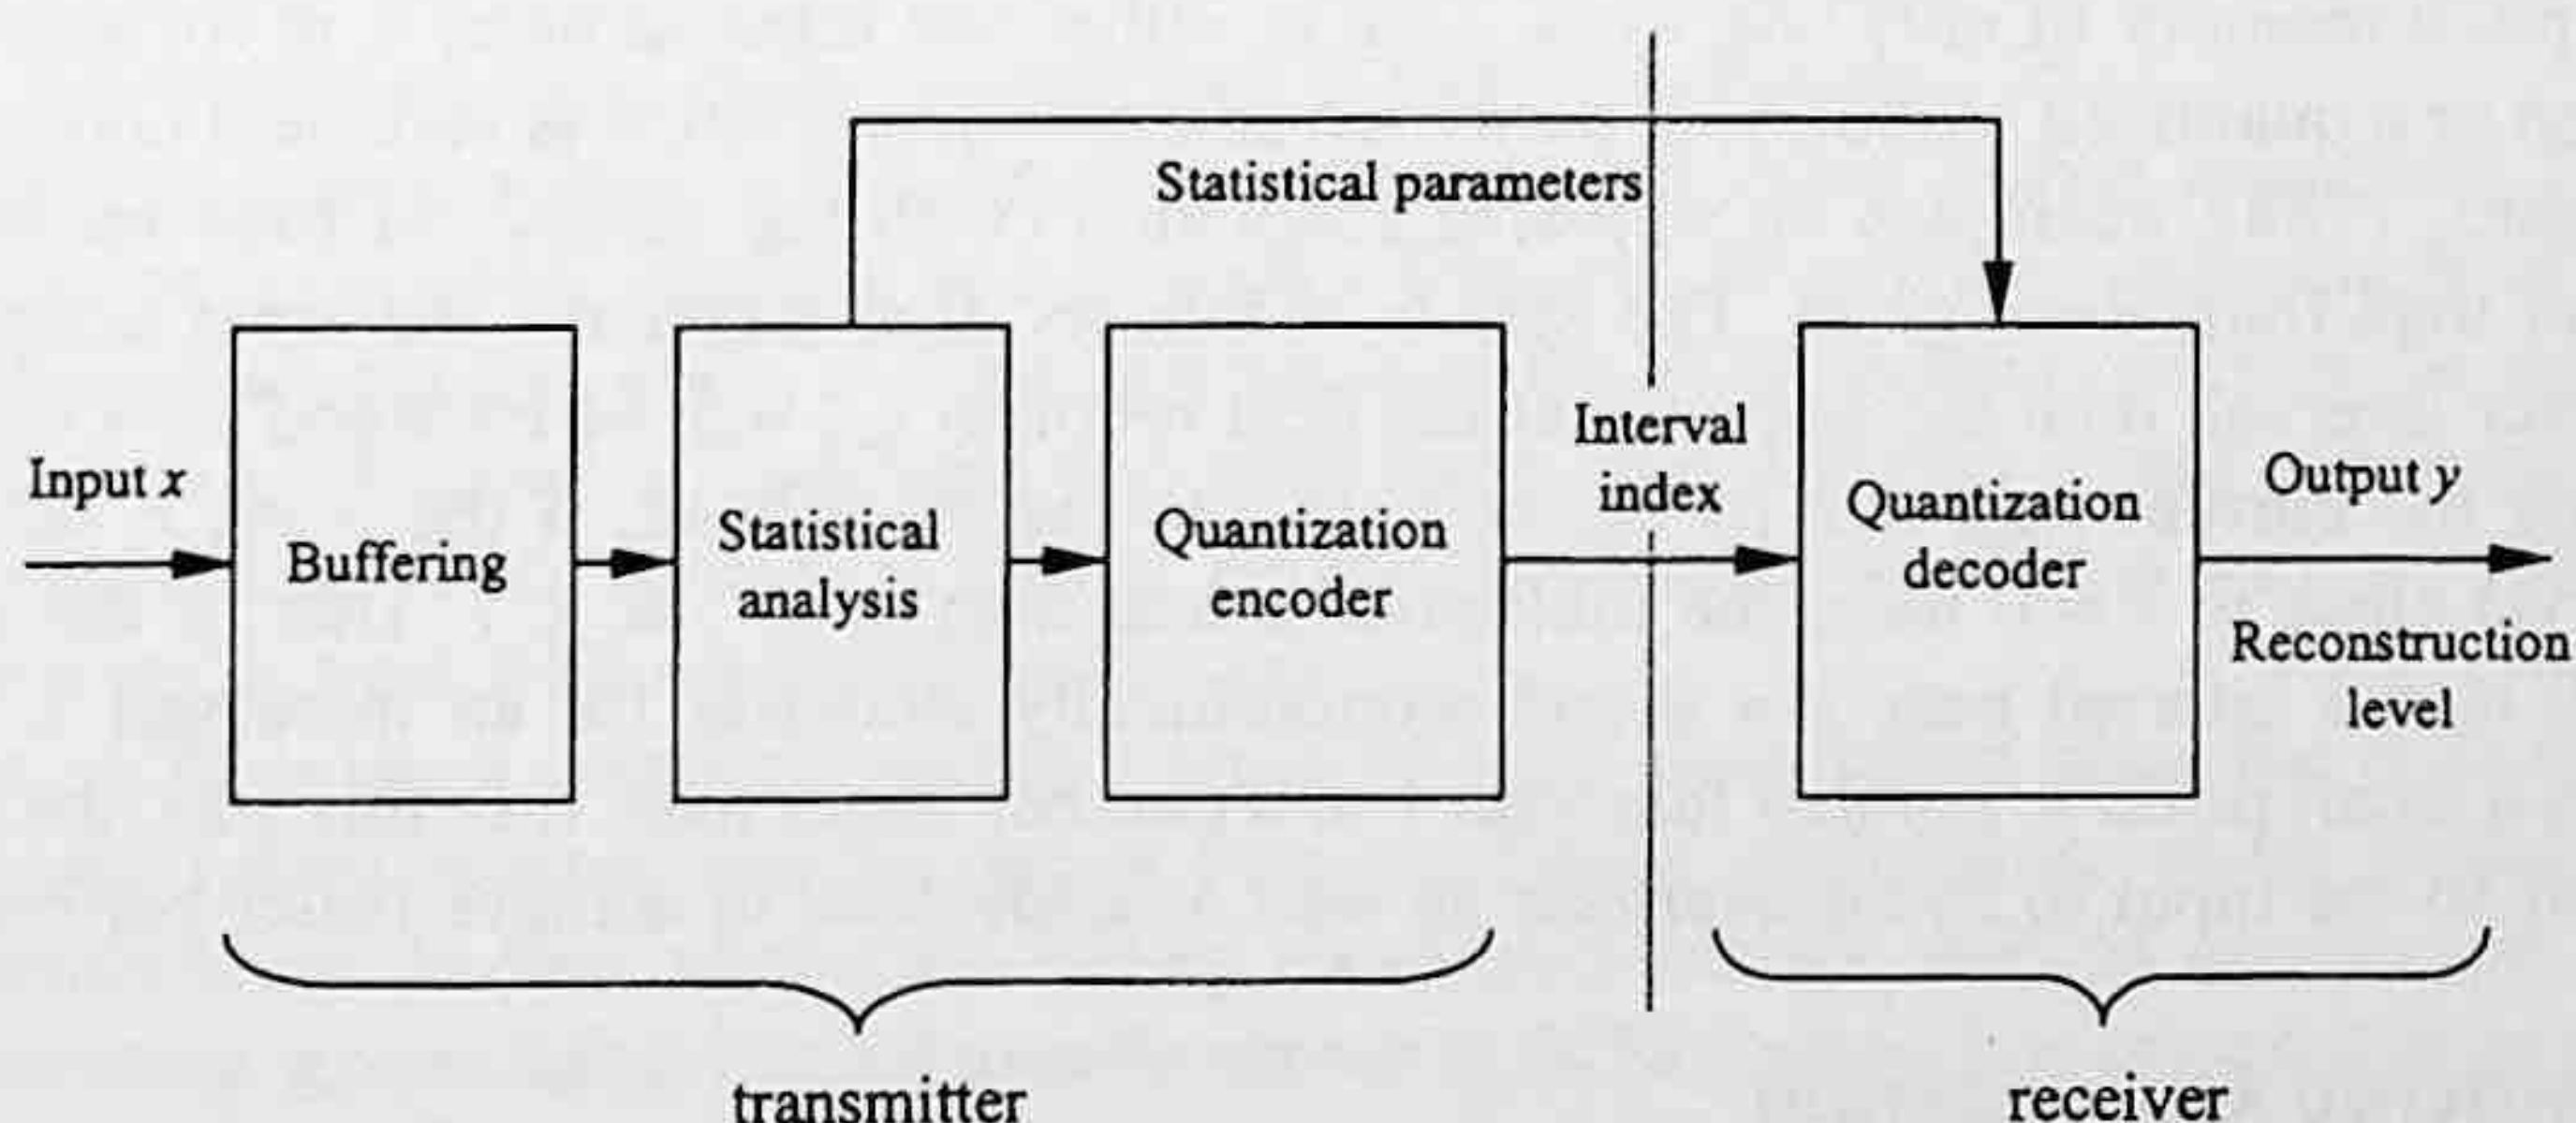 Statistical parameters
Input x
Buffering
Statistical
analysis
Quantization
encoder
Interval
index
Quantization
decoder
Output y
Reconstruction
level
transmitter
receiver